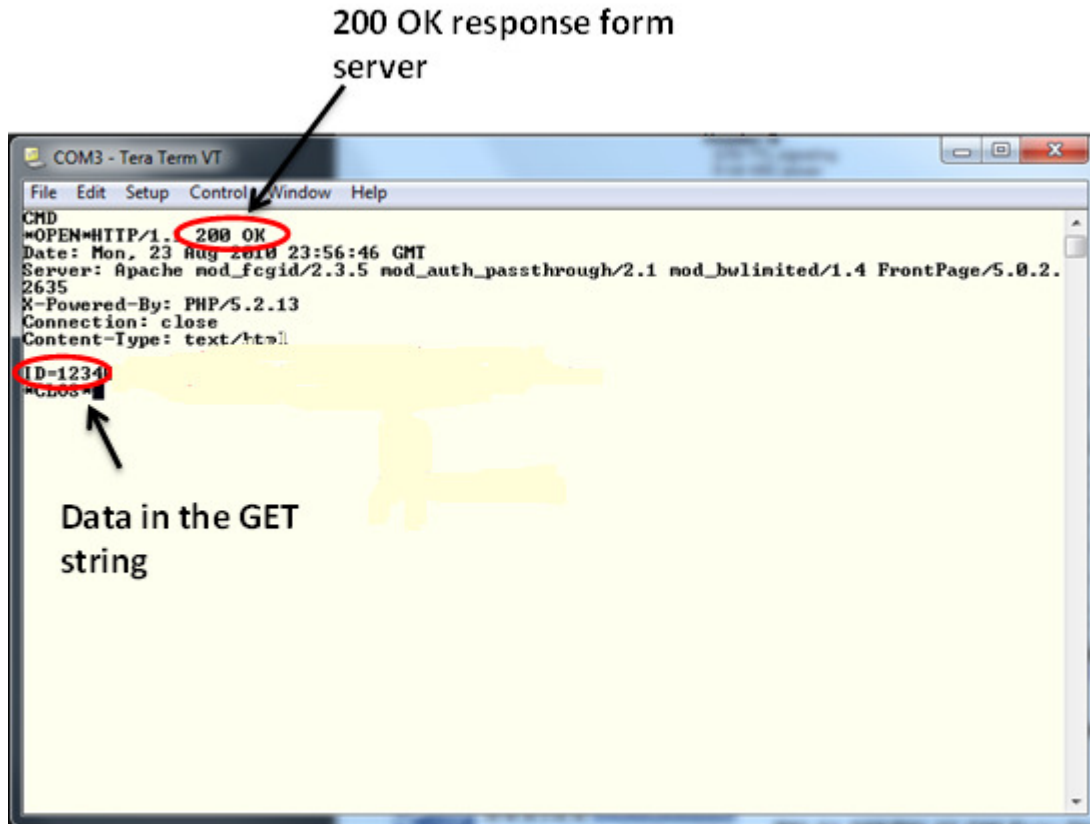 200 OK response form
server
COM3 - Tera Term VT
File Edit Setup Control Window Help
CMD
*OPEN*HTTP/1. 200 OK
Date: Mon, 23 Aug 2010 23:56:46 GMT
Server: Apache mod_fcgid/2.3.5 mod_auth_passthrough/2.1 mod_bwlimited/1.4 FrontPage/5.0.2.
2635
X-Powered-By: PHP/5.2.13
Connection: close
Content-Type: text/html
ID=1234
*CLOS*
Data in the GET
string